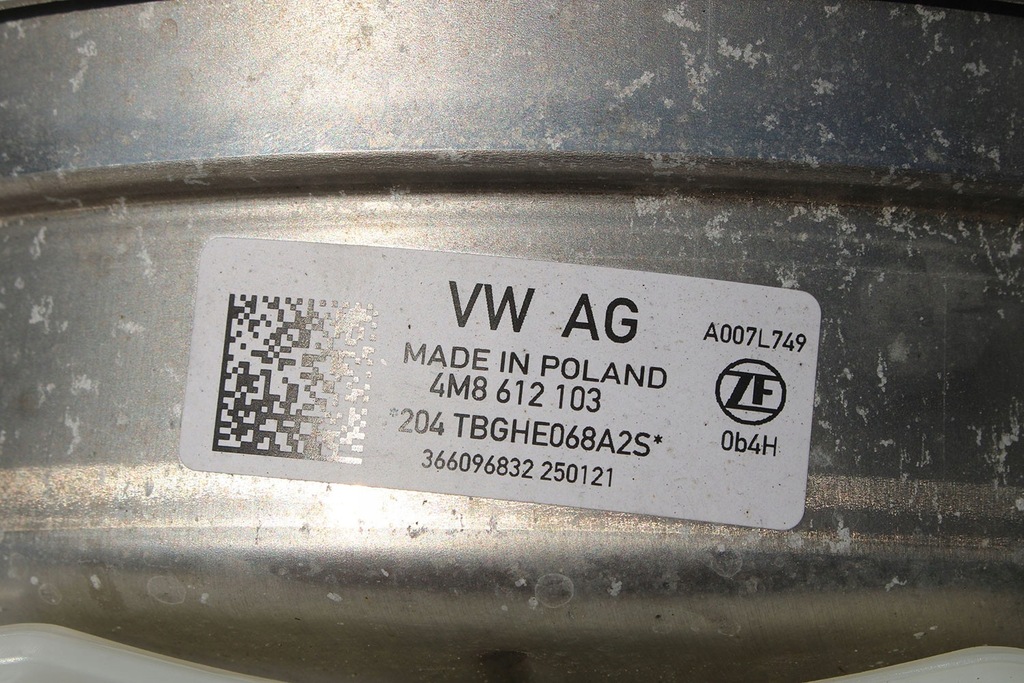 VW AG
A007L749
MADE IN POLAND
4M8 612 103
ZF
*204 TBGHE068A2S*
0b4H
366096832 250121